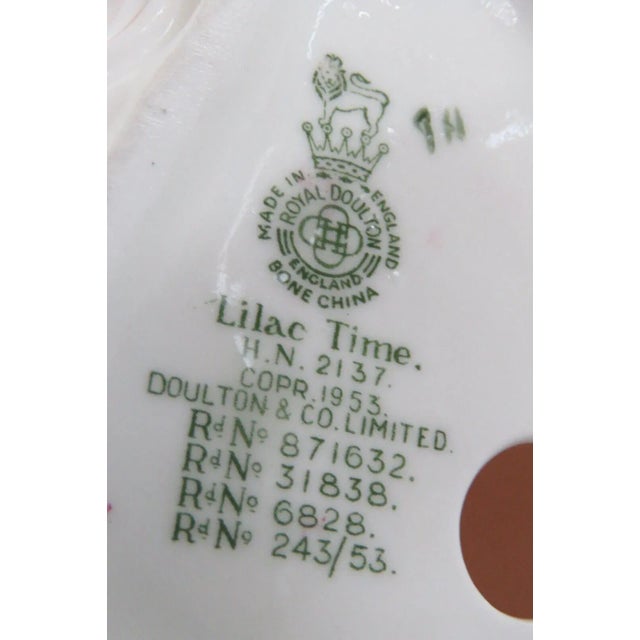 MADE IN ENGLAND
ROYAL DOULTON
ENGLAND
BONE CHINA
Lilac Time.
H.N. 2137.
COPR. 1953.
DOULTON & CO. LIMITED.
Rd No 871632.
Rd No 31838.
Rd No 6828.
Rd No 243/53.